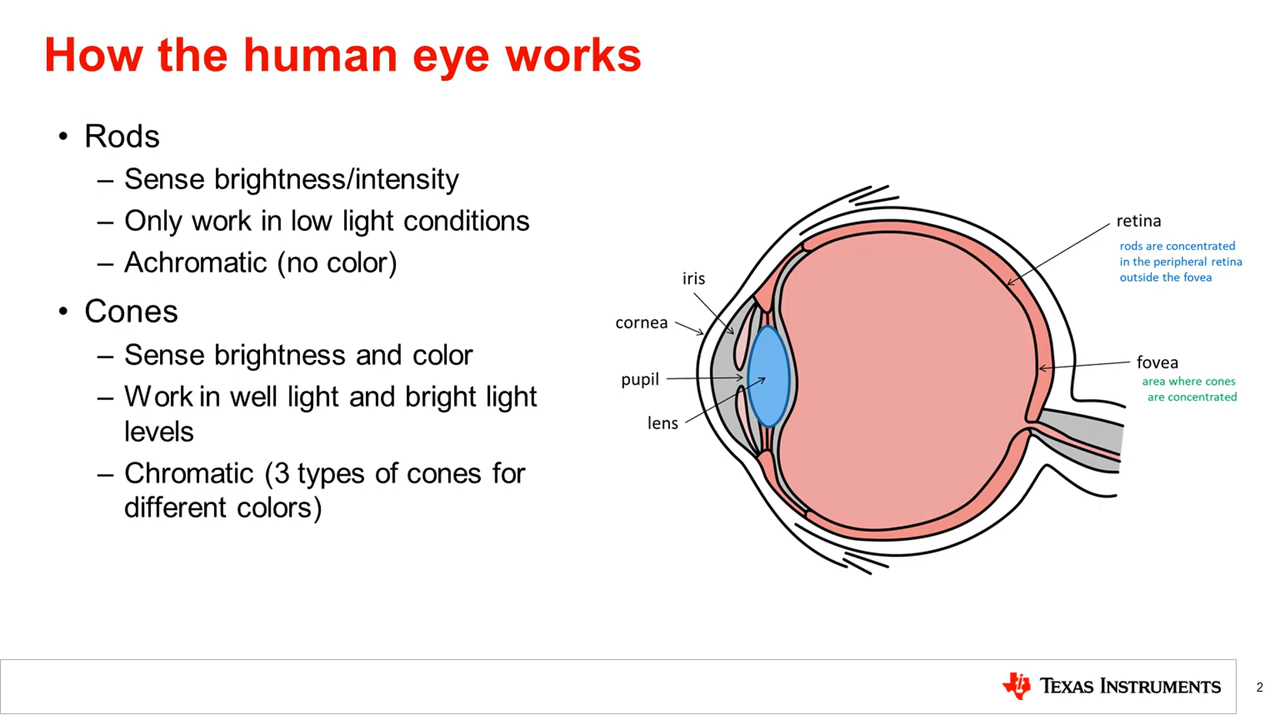 How the human eye works
• Rods
– Sense brightness/intensity
– Only work in low light conditions
– Achromatic (no color)
• Cones
– Sense brightness and color
– Work in well light and bright light
levels
– Chromatic (3 types of cones for
different colors)
iris
cornea
pupil
lens
retina
rods are concentrated
in the peripheral retina
outside the fovea
fovea
area where cones
are concentrated
TEXAS INSTRUMENTS
2